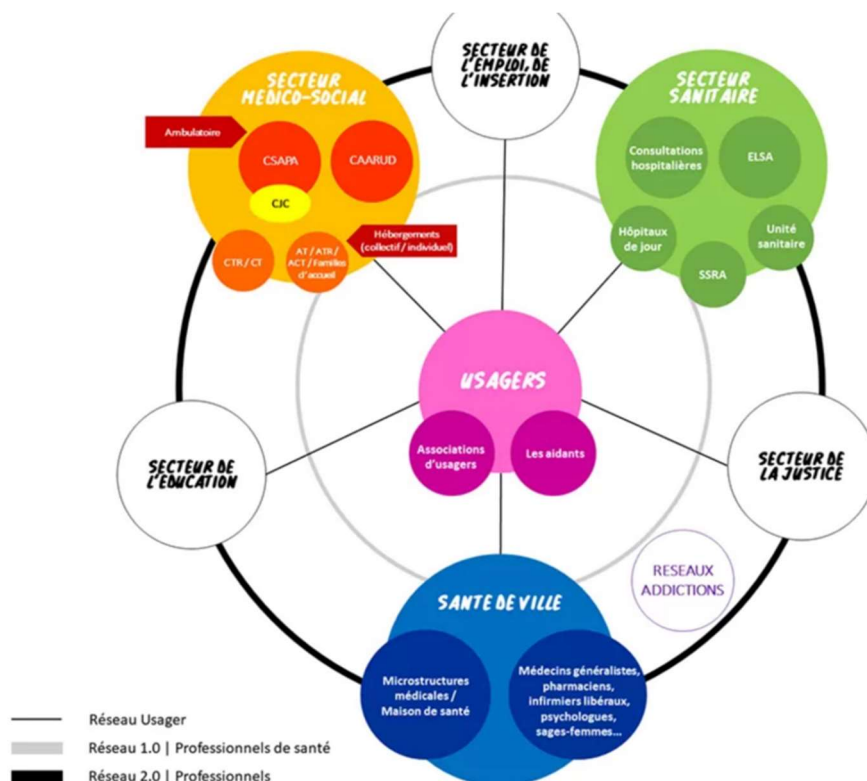 SECTEUR DE
L'EMPLOI, DE
L'INSERTION
SECTEUR
MÉDICO-SOCIAL
Ambulatoire
CSAPA
CAARUD
CJC
Hébergements
(collectif / individuel)
CTR / CT
AT / ATR /
ACT / Familles
d'accueil
SECTEUR
SANITAIRE
Consultations
hospitalières
ELSA
Hôpitaux
de jour
Unité
sanitaire
SSRA
USAGERS
Associations
d'usagers
Les aidants
SECTEUR DE
L'ÉDUCATION
SECTEUR DE
LA JUSTICE
RESEAUX
ADDICTIONS
SANTE DE VILLE
Microstructures
médicales /
Maison de santé
Médecins généralistes,
pharmaciens,
infirmiers libéraux,
psychologues,
sages-femmes...
Réseau Usager
Réseau 1.0 | Professionnels de santé
Réseau 2.0 | Professionnels